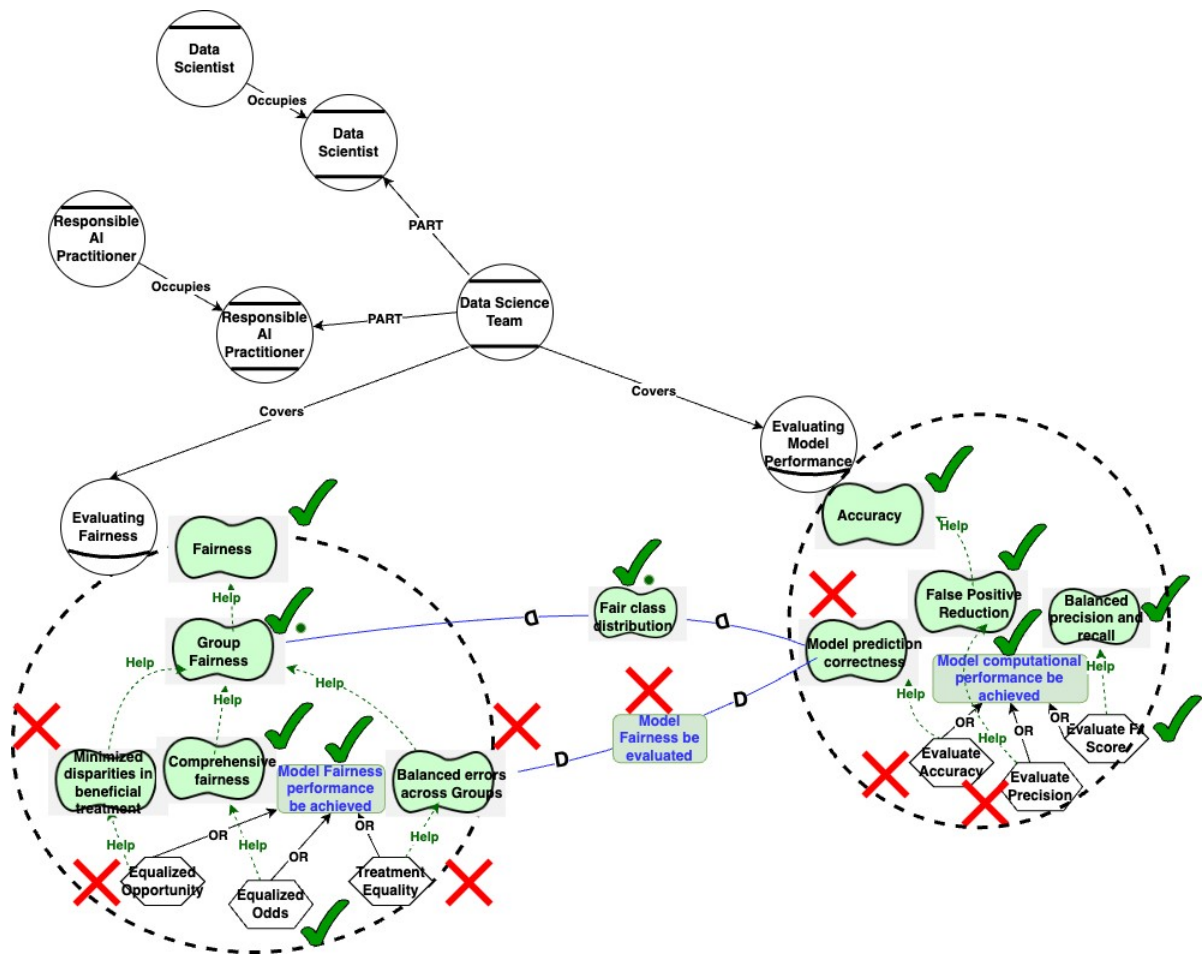 Data
Scientist
Occupies
Data
Scientist
PART
Responsible
AI
Practitioner
Occupies
Responsible
AI
Practitioner
PART
Data Science
Team
Covers
Covers
Evaluating
Model
Performance
Evaluating
Fairness
Fairness
Help
Group
Fairness
Help
Help
Help
Minimized
disparities in
beneficial
treatment
Comprehensive
fairness
Model Fairness
performance
be achieved
Balanced errors
across Groups
Help
OR
Help
OR
OR
Help
Equalized
Opportunity
Equalized
Odds
Treatment
Equality
D
Fair class
distribution
D
D
Model
Fairness be
evaluated
D
Accuracy
Help
False Positive
Reduction
Balanced
precision and
recall
Model prediction
correctness
Model computational
performance be
achieved
Help
Help
Help
OR
OR
OR
Evaluate
Accuracy
Evaluate
Precision
Evaluate F
Score